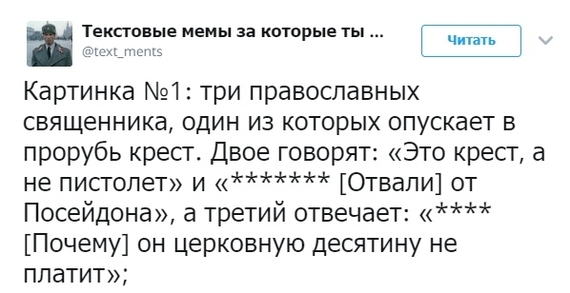 Текстовые мемы за которые ты ...
@text_ments
Читать
Картинка №1: три православных
священника, один из которых опускает в
прорубь крест. Двое говорят: «Это крест, а
не пистолет» и «******* [Отвали] от
Посейдона», а третий отвечает: «****
[Почему] он церковную десятину не
платит»;